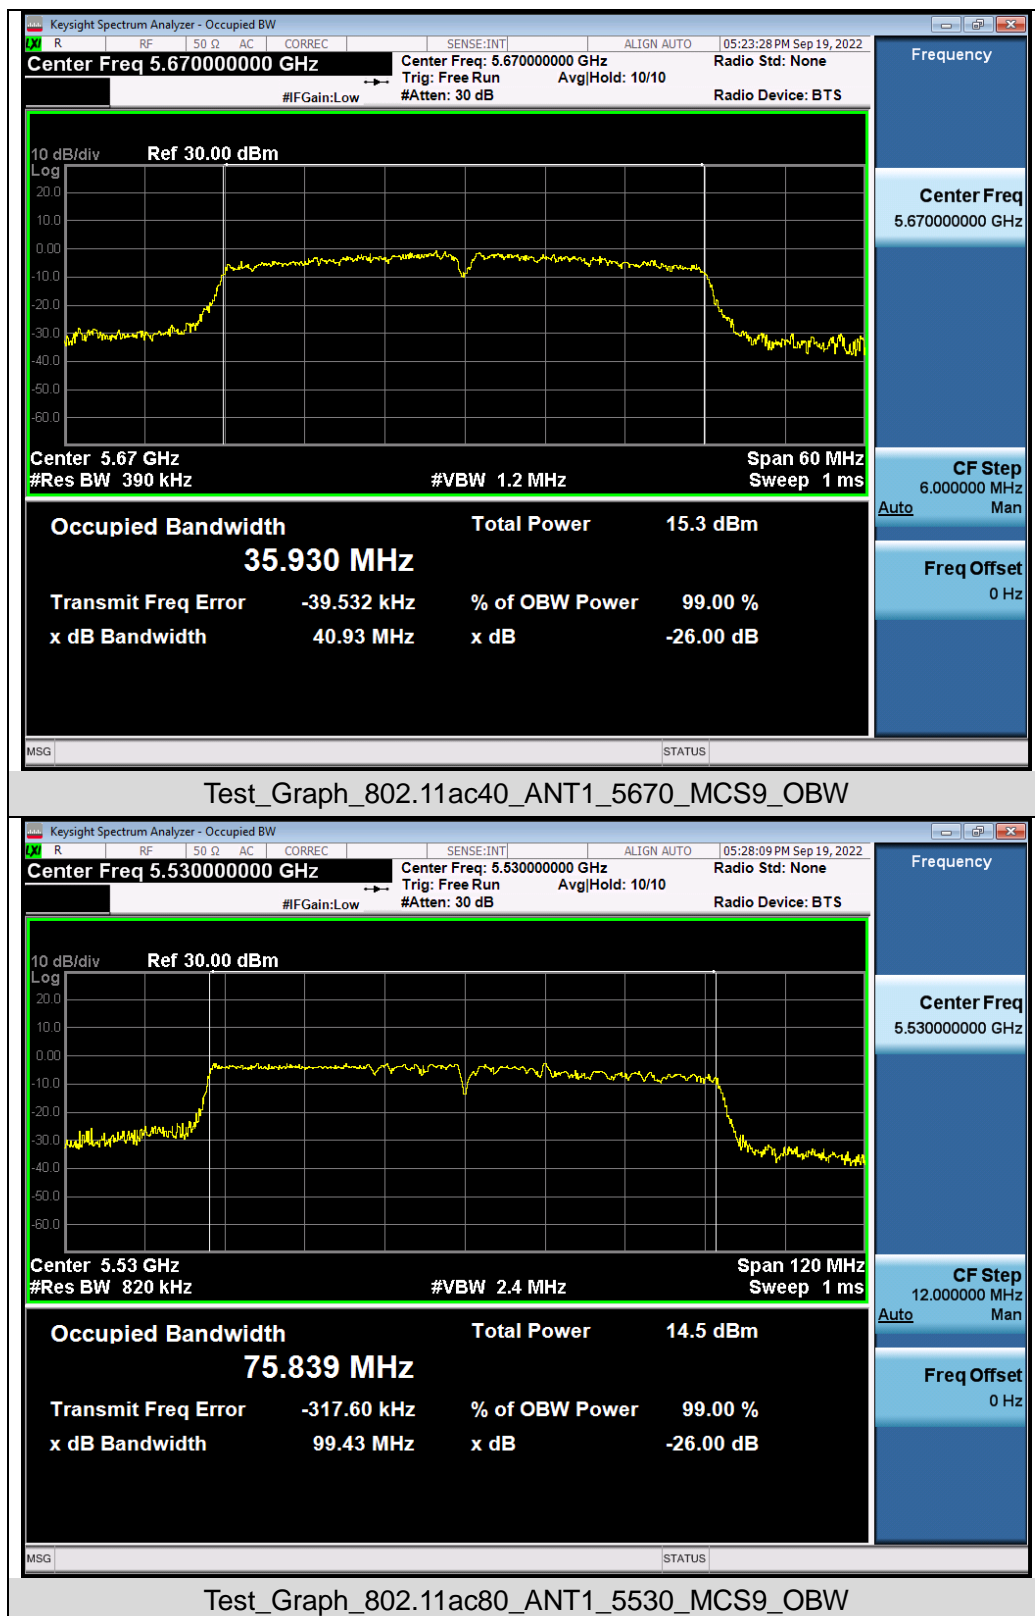 Keysight Spectrum Analyzer - Occupied BW
LXI R RF 50 Ω AC CORREC SENSE:INT ALIGN AUTO 05:23:28 PM Sep 19, 2022
Center Freq 5.670000000 GHz
Center Freq: 5.670000000 GHz Radio Std: None
Trig: Free Run Avg|Hold: 10/10
#IFGain:Low #Atten: 30 dB Radio Device: BTS
Frequency
10 dB/div Ref 30.00 dBm
Log
20.0
10.0
0.00
-10.0
-20.0
-30.0
-40.0
-50.0
-60.0
Center 5.67 GHz Span 60 MHz
#Res BW 390 kHz #VBW 1.2 MHz Sweep 1 ms
Center Freq
5.670000000 GHz
CF Step
6.000000 MHz
Auto Man
Freq Offset
0 Hz
Occupied Bandwidth Total Power 15.3 dBm
35.930 MHz
Transmit Freq Error -39.532 kHz % of OBW Power 99.00 %
x dB Bandwidth 40.93 MHz x dB -26.00 dB
MSG STATUS
Test_Graph_802.11ac40_ANT1_5670_MCS9_OBW
Keysight Spectrum Analyzer - Occupied BW
LXI R RF 50 Ω AC CORREC SENSE:INT ALIGN AUTO 05:28:09 PM Sep 19, 2022
Center Freq 5.530000000 GHz
Center Freq: 5.530000000 GHz Radio Std: None
Trig: Free Run Avg|Hold: 10/10
#IFGain:Low #Atten: 30 dB Radio Device: BTS
Frequency
10 dB/div Ref 30.00 dBm
Log
20.0
10.0
0.00
-10.0
-20.0
-30.0
-40.0
-50.0
-60.0
Center 5.53 GHz Span 120 MHz
#Res BW 820 kHz #VBW 2.4 MHz Sweep 1 ms
Center Freq
5.530000000 GHz
CF Step
12.000000 MHz
Auto Man
Freq Offset
0 Hz
Occupied Bandwidth Total Power 14.5 dBm
75.839 MHz
Transmit Freq Error -317.60 kHz % of OBW Power 99.00 %
x dB Bandwidth 99.43 MHz x dB -26.00 dB
MSG STATUS
Test_Graph_802.11ac80_ANT1_5530_MCS9_OBW